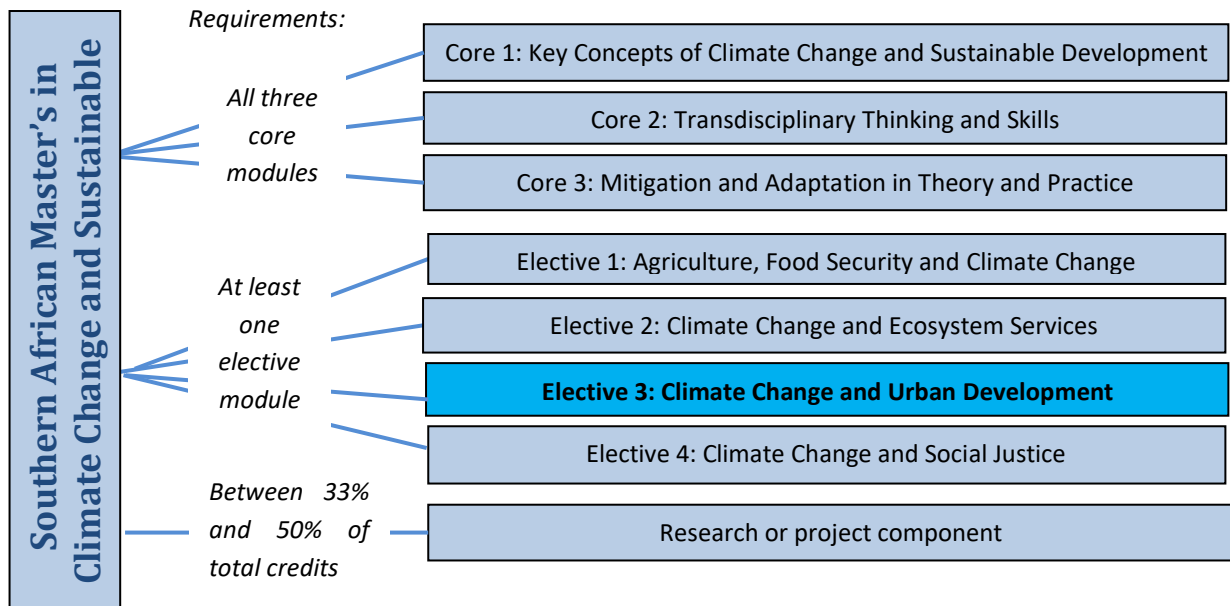 Southern African Master's in
Climate Change and Sustainable
Requirements:
All three
core
modules
Core 1: Key Concepts of Climate Change and Sustainable Development
Core 2: Transdisciplinary Thinking and Skills
Core 3: Mitigation and Adaptation in Theory and Practice
At least
one
elective
module
Elective 1: Agriculture, Food Security and Climate Change
Elective 2: Climate Change and Ecosystem Services
Elective 3: Climate Change and Urban Development
Elective 4: Climate Change and Social Justice
Between 33%
and 50% of
total credits
Research or project component